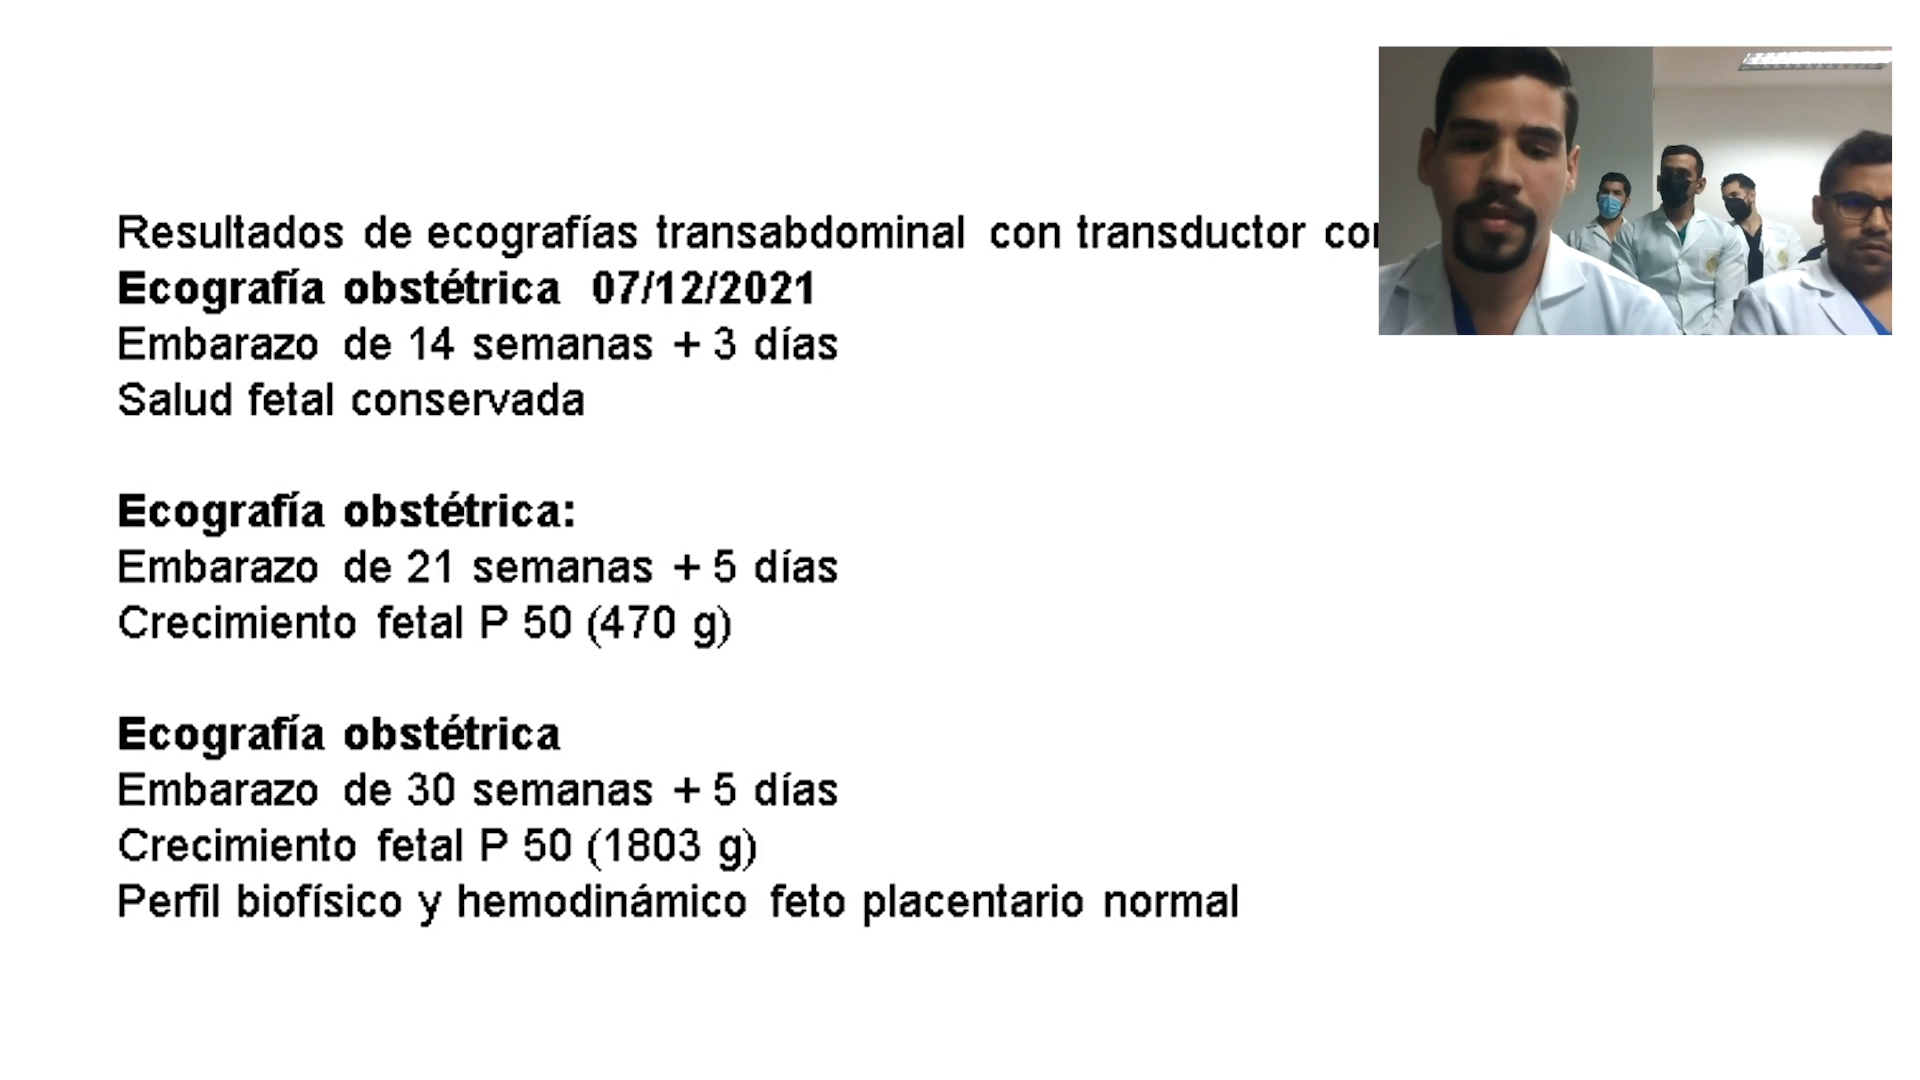 Resultados de ecografías transabdominal con transductor
Ecografía obstétrica 07/12/2021
Embarazo de 14 semanas + 3 días
Salud fetal conservada
Ecografía obstétrica:
Embarazo de 21 semanas + 5 días
Crecimiento fetal P 50 (470 g)
Ecografía obstétrica
Embarazo de 30 semanas + 5 días
Crecimiento fetal P 50 (1803 g)
Perfil biofísico y hemodinámico feto placentario normal